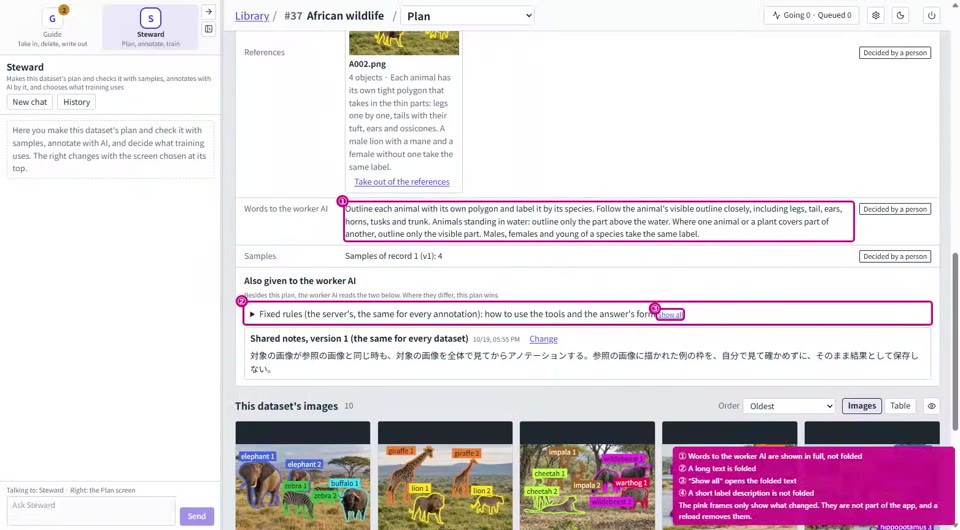 G
2
Guide
Take in, delete, write out
S
Steward
Plan, annotate, train
Steward
Makes this dataset's plan and checks it with samples, annotates with
AI by it, and chooses what training uses
New chat
History
Here you make this dataset's plan and check it with
samples, annotate with AI, and decide what training
uses. The right changes with the screen chosen at its
top.
Talking to: Steward · Right: the Plan screen
Ask Steward
Send
Library / #37 African wildlife / Plan
Going 0 · Queued 0
References
A002.png
4 objects · Each animal has
its own tight polygon that
takes in the thin parts: legs
one by one, tails with their
tuft, ears and ossicones. A
male lion with a mane and a
female without one take the
same label.
Take out of the references
Decided by a person
Words to the worker AI
①
Outline each animal with its own polygon and label it by its species. Follow the animal's visible outline closely, including legs, tail, ears,
horns, tusks and trunk. Animals standing in water: outline only the part above the water. Where one animal or a plant covers part of
another, outline only the visible part. Males, females and young of a species take the same label.
Decided by a person
Samples
Samples of record 1 (v1): 4
Decided by a person
Also given to the worker AI
Besides this plan, the worker AI reads the two below. Where they differ, this plan wins.
②
▶ Fixed rules (the server's, the same for every annotation): how to use the tools and the answer's form
③
Show all
Shared notes, version 1 (the same for every dataset) 10/19, 05:55 PM Change
対象の画像が参照の画像と同じ時も、対象の画像を全体で見てからアノテーションする。参照の画像に描かれた例の枠を、自分で見て確かめずに、そのまま結果として保存し
ない。
This dataset's images 10
Order Oldest
Images
Table
elephant 1
elephant 2
zebra 1
zebra 2
buffalo 1
giraffe 1
giraffe 2
lion 1
lion 2
impala 1
wildebeest 1
cheetah 1
warthog 1
impala 2
cheetah 2
wildebeest 2
hippopotamus 3
① Words to the worker AI are shown in full, not folded
② A long text is folded
③ "Show all" opens the folded text
④ A short label description is not folded
The pink frames only show what changed. They are not part of the app, and a
reload removes them.